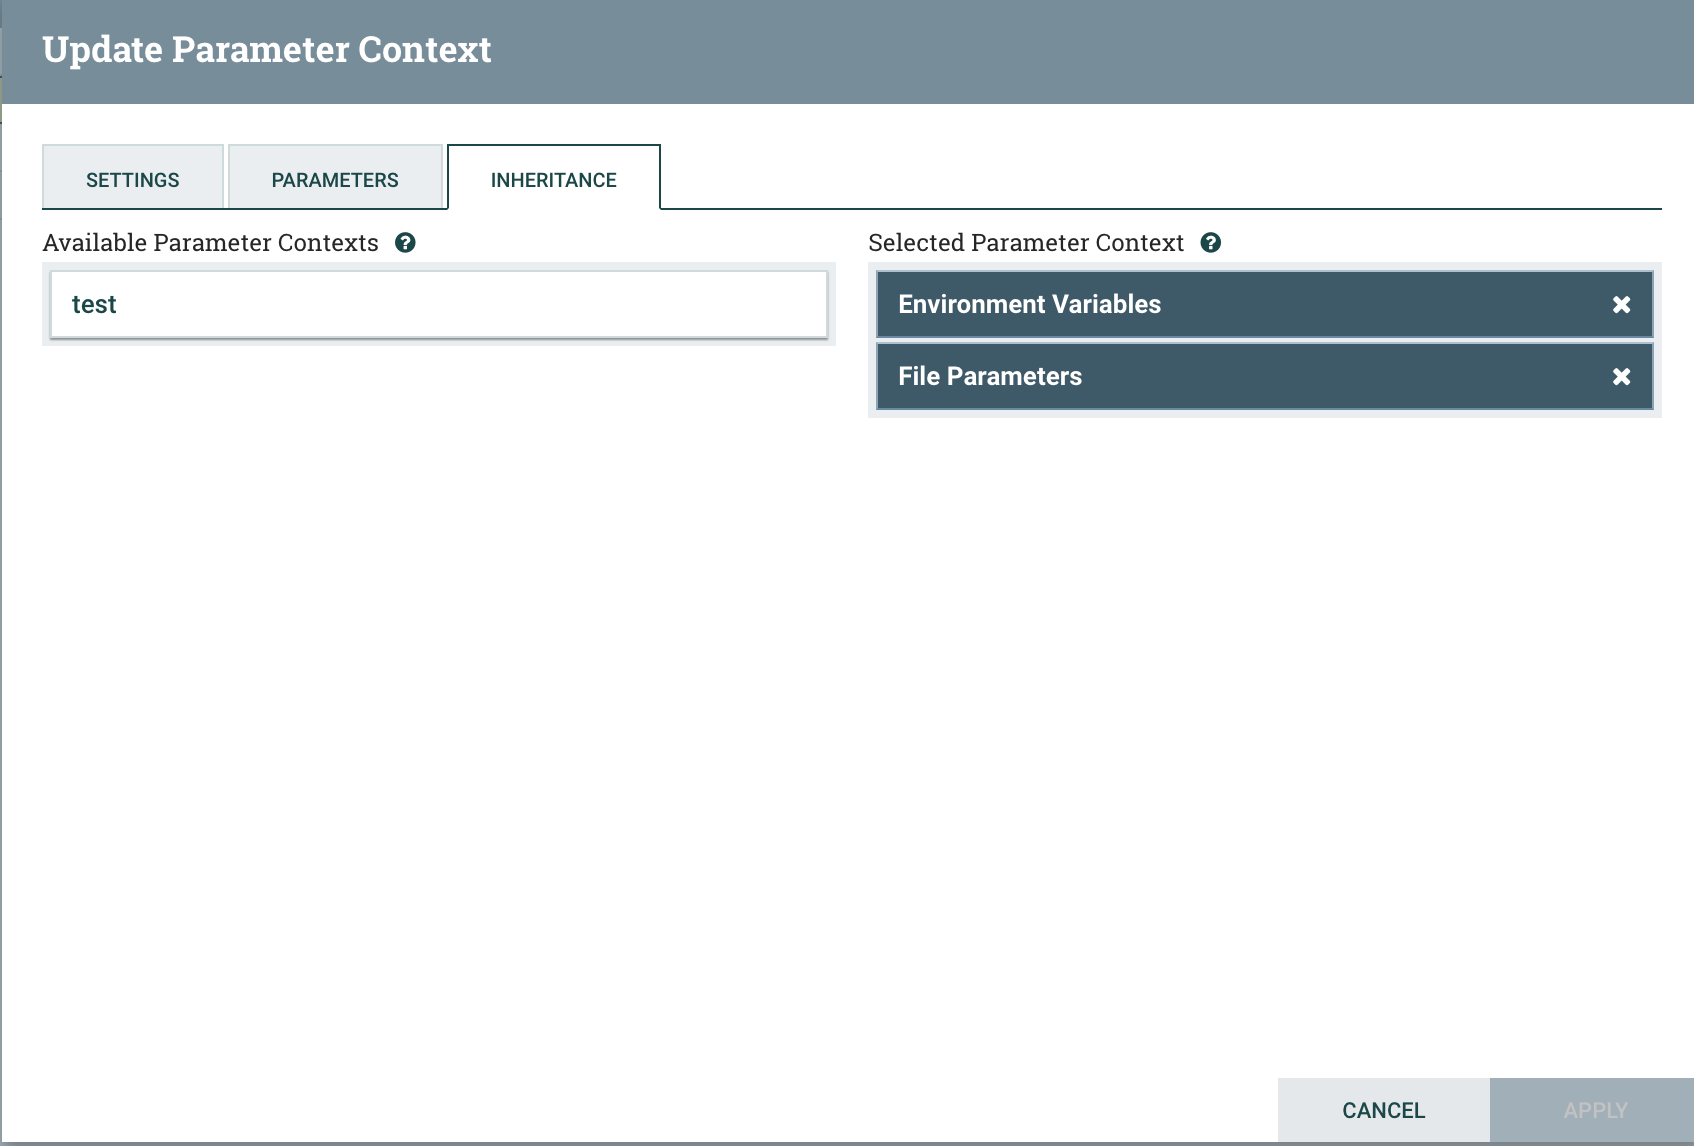 Update Parameter Context
SETTINGS PARAMETERS INHERITANCE
Available Parameter Contexts ?
test
Selected Parameter Context ?
Environment Variables
File Parameters
CANCEL APPLY